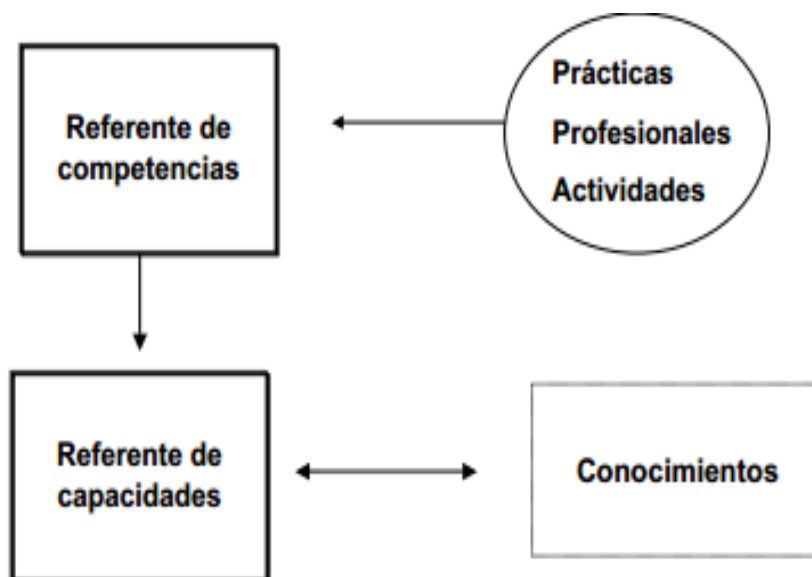 Referente de
competencias
Prácticas
Profesionales
Actividades
Referente de
capacidades
Conocimientos